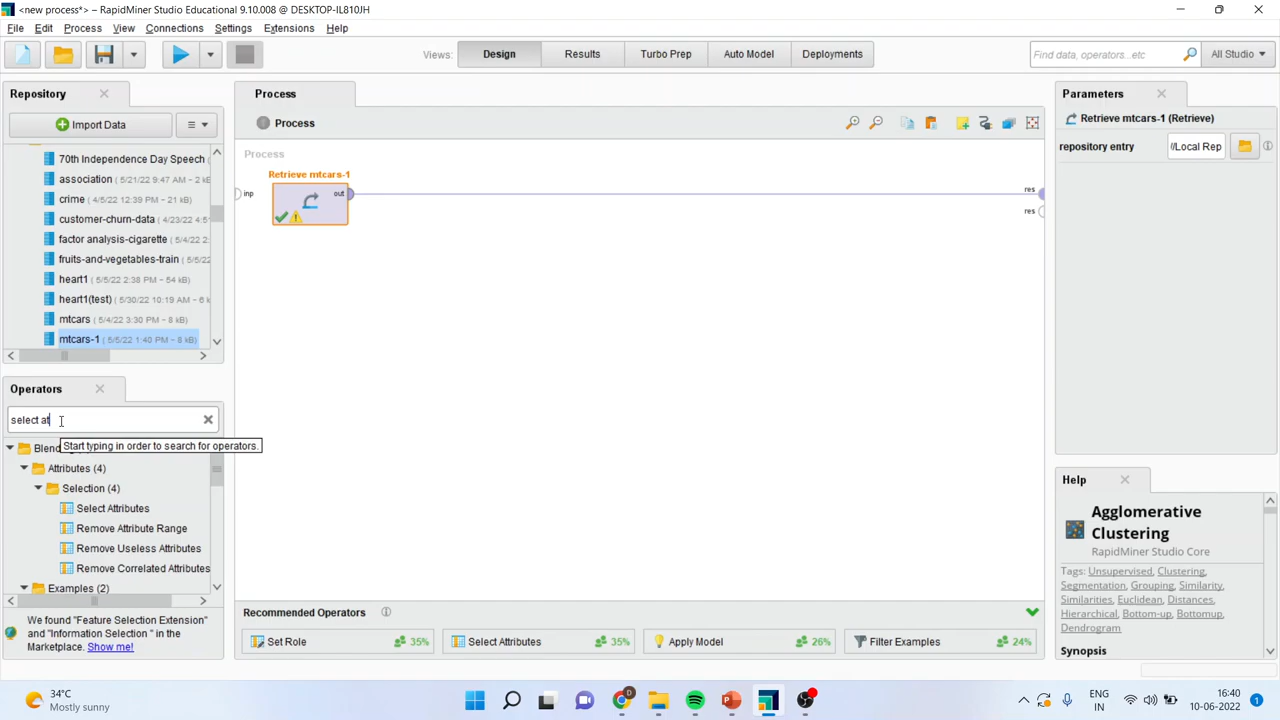 <new process*> – RapidMiner Studio Educational 9.10.008 @ DESKTOP-IL810JH
File Edit Process View Connections Settings Extensions Help
Views: Design Results Turbo Prep Auto Model Deployments
Find data, operators...etc All Studio
Repository
Import Data
70th Independence Day Speech
association ( 5/21/22 9:47 AM – 2 kB
crime ( 4/5/22 12:39 PM – 21 kB)
customer-churn-data ( 4/23/22 4:5
factor analysis-cigarette ( 5/4/22 2:
fruits-and-vegetables-train ( 5/22
heart1 ( 5/5/22 2:38 PM – 54 kB)
heart1(test) ( 5/30/22 10:19 AM – 6 k
mtcars ( 5/4/22 3:30 PM – 8 kB)
mtcars-1 ( 5/5/22 1:40 PM – 8 kB)
Operators
select at
Start typing in order to search for operators.
Blend
Attributes (4)
Selection (4)
Select Attributes
Remove Attribute Range
Remove Useless Attributes
Remove Correlated Attributes
Examples (2)
We found "Feature Selection Extension"
and "Information Selection " in the
Marketplace. Show me!
Process
Process
Process
Retrieve mtcars-1
inp out
res
res
Recommended Operators
Set Role 35% Select Attributes 35% Apply Model 26% Filter Examples 24%
Parameters
Retrieve mtcars-1 (Retrieve)
repository entry //Local Rep
Help
Agglomerative
Clustering
RapidMiner Studio Core
Tags: Unsupervised, Clustering,
Segmentation, Grouping, Similarity,
Similarities, Euclidean, Distances,
Hierarchical, Bottom-up, Bottomup,
Dendrogram
Synopsis
34°C
Mostly sunny
ENG
IN
16:40
10-06-2022
1